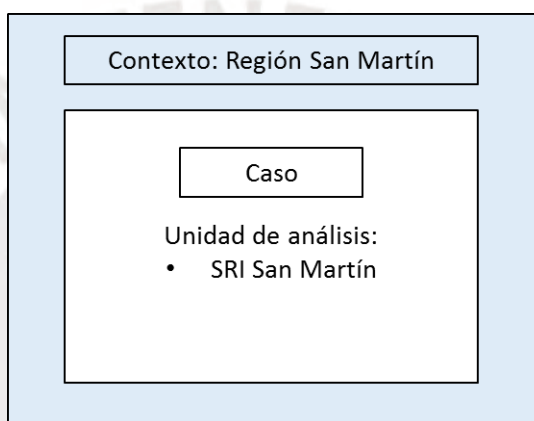 Contexto: Región San Martín
Caso
Unidad de análisis:
• SRI San Martín